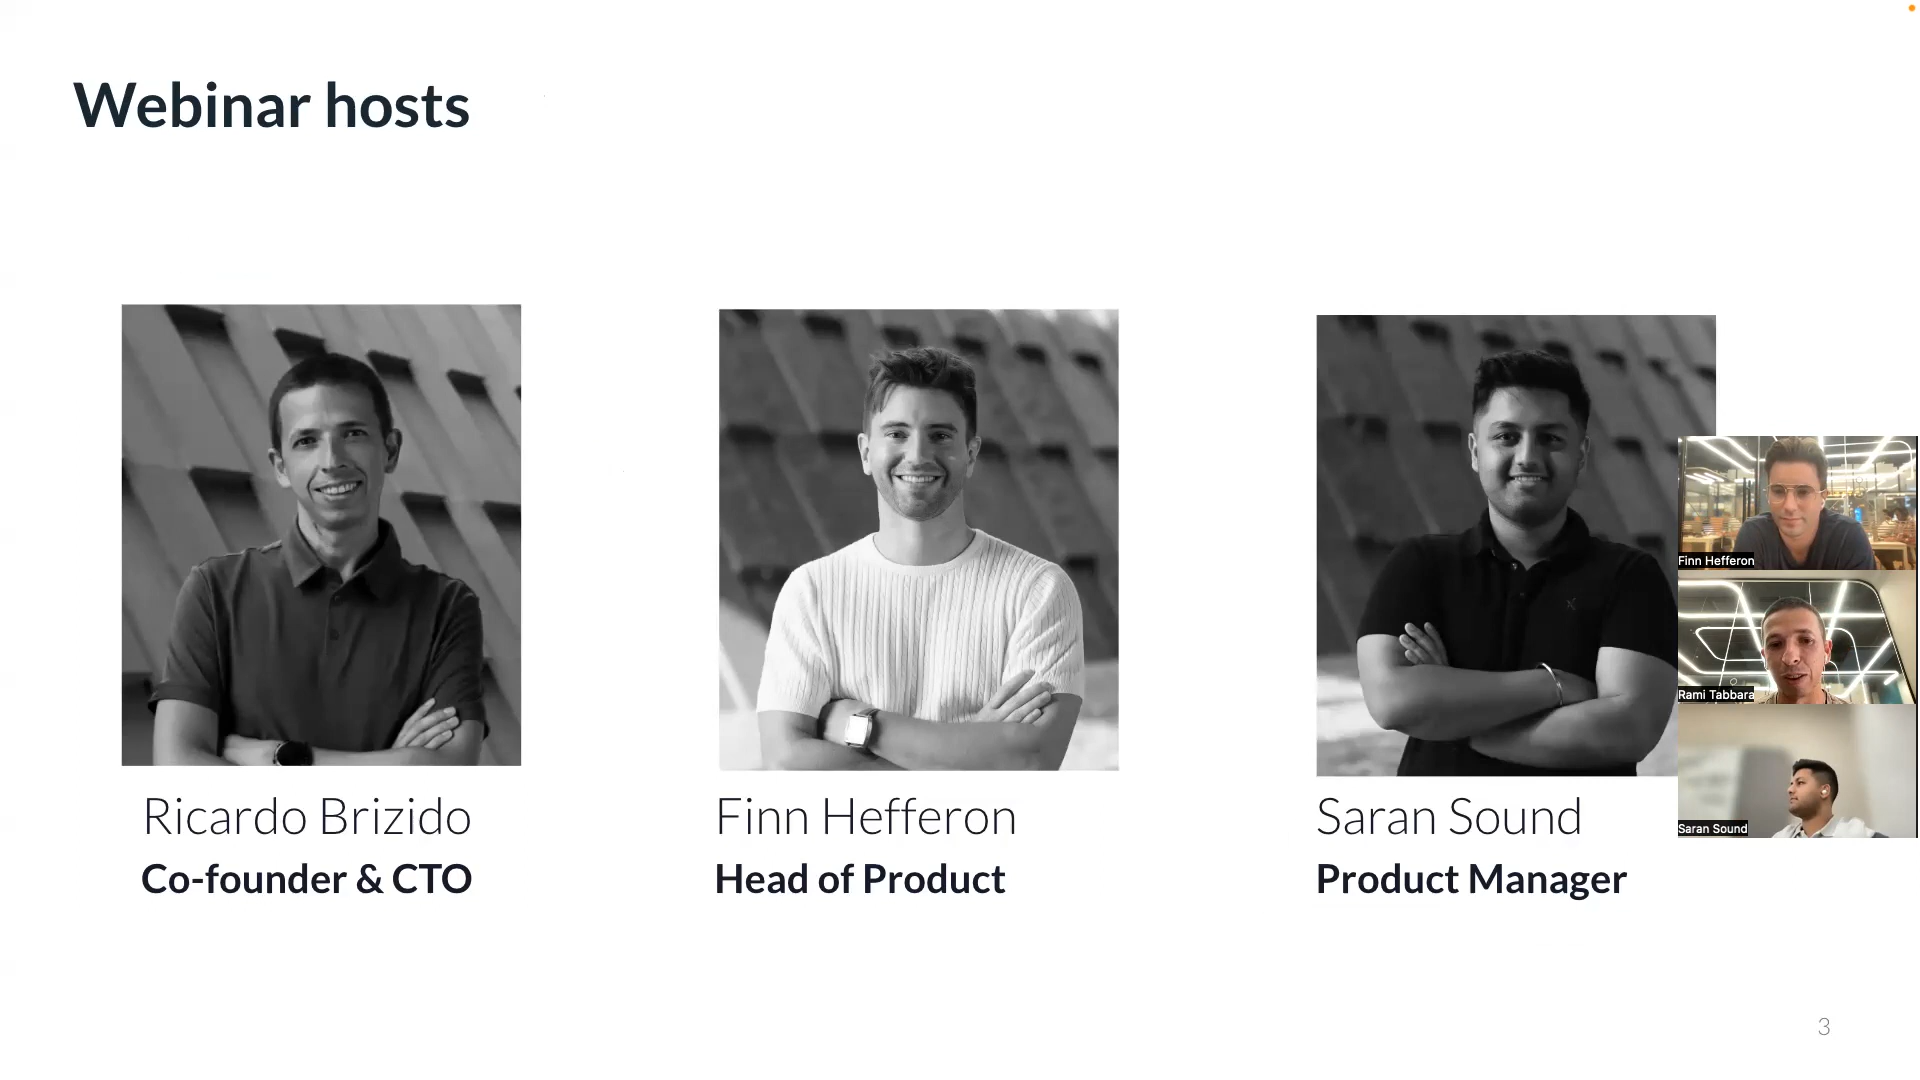 Webinar hosts
Ricardo Brizido
Co-founder & CTO
Finn Hefferon
Head of Product
Saran Sound
Product Manager
Finn Hefferon
Rami Tabbara
Saran Sound
3